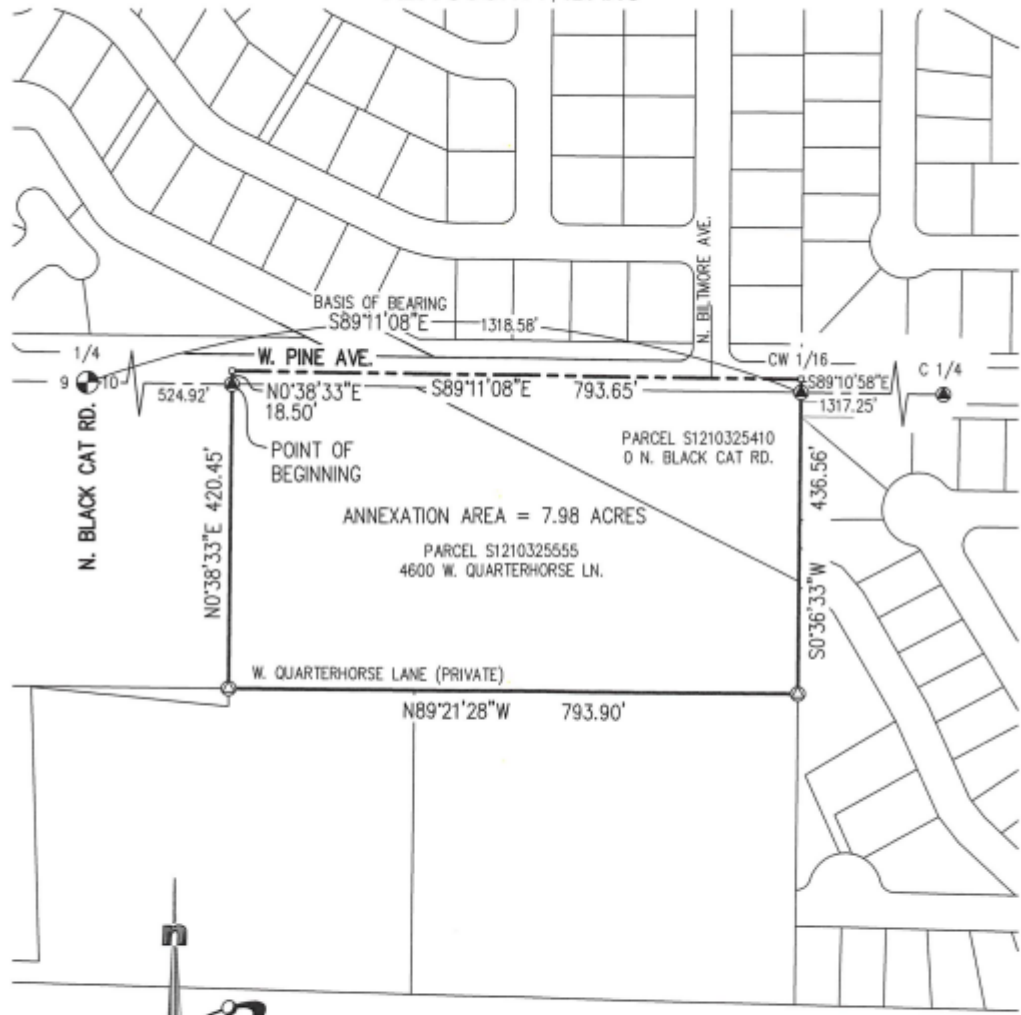 N. BILTMORE AVE.
BASIS OF BEARING
S89°11'08"E
1318.58'
1/4
9
10
W. PINE AVE.
CW 1/16
S89°10'58"E
C 1/4
524.92'
N0°38'33"E
18.50'
S89°11'08"E
793.65'
1317.25'
N. BLACK CAT RD.
POINT OF
BEGINNING
PARCEL S1210325410
0 N. BLACK CAT RD.
N0°38'33"E 420.45'
436.56'
S0°36'33"W
ANNEXATION AREA = 7.98 ACRES
PARCEL S1210325555
4600 W. QUARTERHORSE LN.
W. QUARTERHORSE LANE (PRIVATE)
N89°21'28"W 793.90'
n